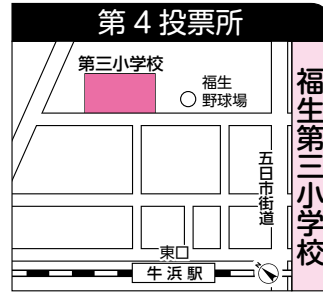 第4投票所
第三小学校
福生
野球場
五日市街道
東口
牛浜駅
福生第三小学校